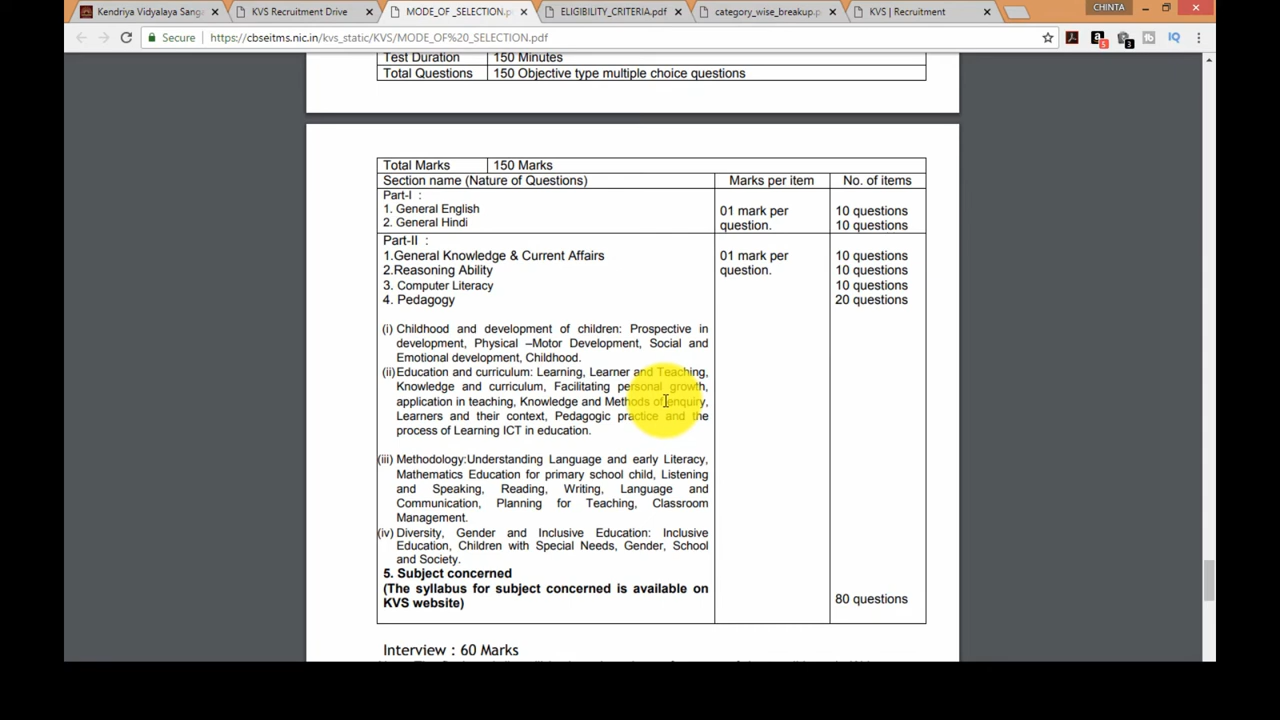 Kendriya Vidyalaya Sanga
KVS Recruitment Drive
MODE_OF _SELECTION.p
ELIGIBILITY_CRITERIA.pdf
category_wise_breakup.p
KVS | Recruitment
CHINTA
Secure
https://cbseitms.nic.in/kvs_static/KVS/MODE_OF%20_SELECTION.pdf
5
3
IQ
Test Duration 150 Minutes
Total Questions 150 Objective type multiple choice questions
Total Marks 150 Marks
Section name (Nature of Questions) Marks per item No. of items
Part-I :
1. General English 01 mark per 10 questions
2. General Hindi question. 10 questions
Part-II :
1.General Knowledge & Current Affairs 01 mark per 10 questions
2.Reasoning Ability question. 10 questions
3. Computer Literacy 10 questions
4. Pedagogy 20 questions
(i) Childhood and development of children: Prospective in
development, Physical –Motor Development, Social and
Emotional development, Childhood.
(ii) Education and curriculum: Learning, Learner and Teaching,
Knowledge and curriculum, Facilitating personal growth,
application in teaching, Knowledge and Methods of enquiry,
Learners and their context, Pedagogic practice and the
process of Learning ICT in education.
(iii) Methodology:Understanding Language and early Literacy,
Mathematics Education for primary school child, Listening
and Speaking, Reading, Writing, Language and
Communication, Planning for Teaching, Classroom
Management.
(iv) Diversity, Gender and Inclusive Education: Inclusive
Education, Children with Special Needs, Gender, School
and Society.
5. Subject concerned
(The syllabus for subject concerned is available on
KVS website) 80 questions
Interview : 60 Marks